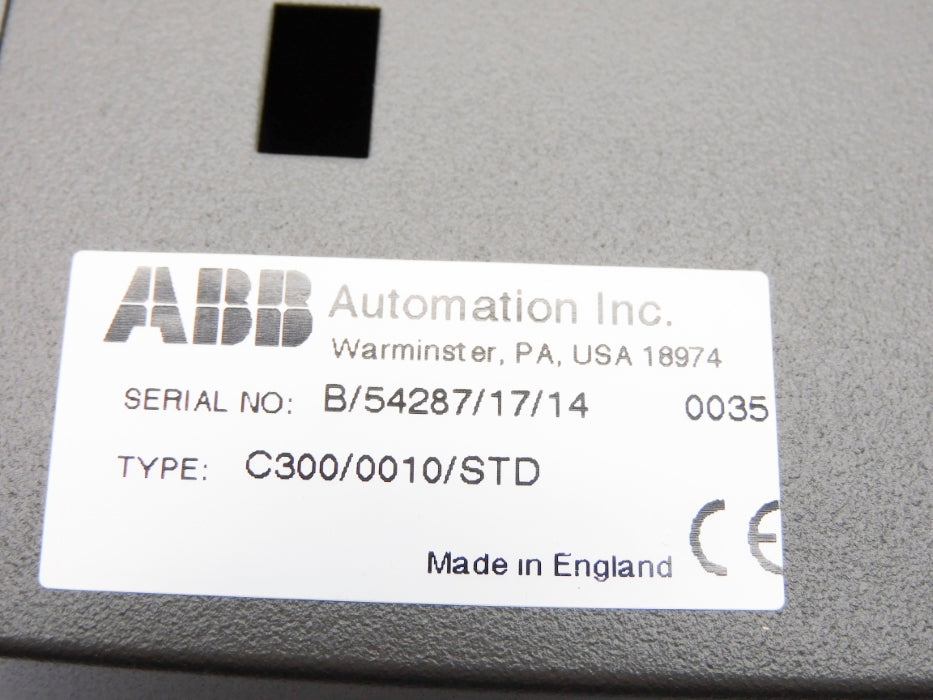 ABB Automation Inc.
Warminster, PA, USA 18974
SERIAL NO: B/54287/17/14 0035
TYPE: C300/0010/STD
Made in England CE